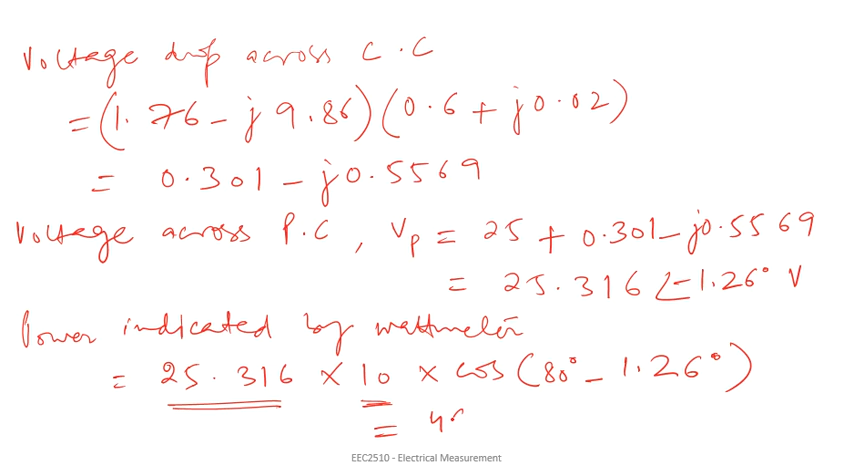 Voltage drop across C.C
= (1.76 - j 9.86) (0.6 + j0.02)
= 0.301 - j0.5569
Voltage across P.C, Vp = 25 + 0.301 - j0.5569
= 25.316 ∠-1.26° V
Power indicated by wattmeter
= 25.316 × 10 × cos (80° - 1.26°)
= 4
EEC2510 - Electrical Measurement